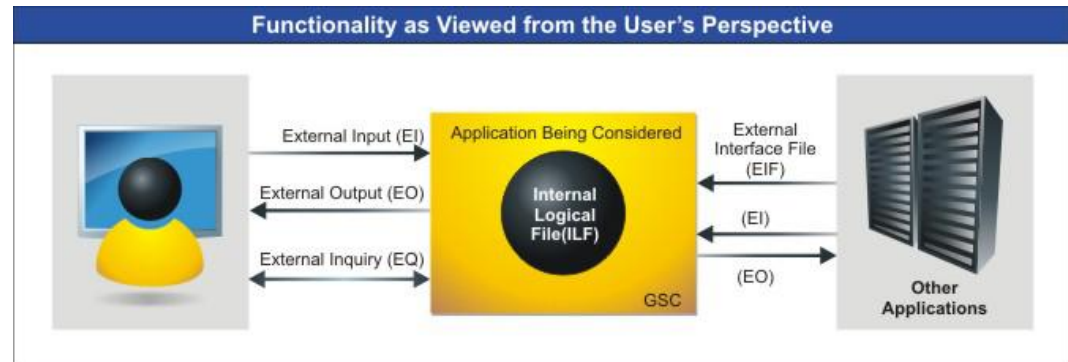 Functionality as Viewed from the User's Perspective
External Input (EI)
External Output (EO)
External Inquiry (EQ)
Application Being Considered
Internal
Logical
File(ILF)
GSC
External
Interface File
(EIF)
(EI)
(EO)
Other
Applications